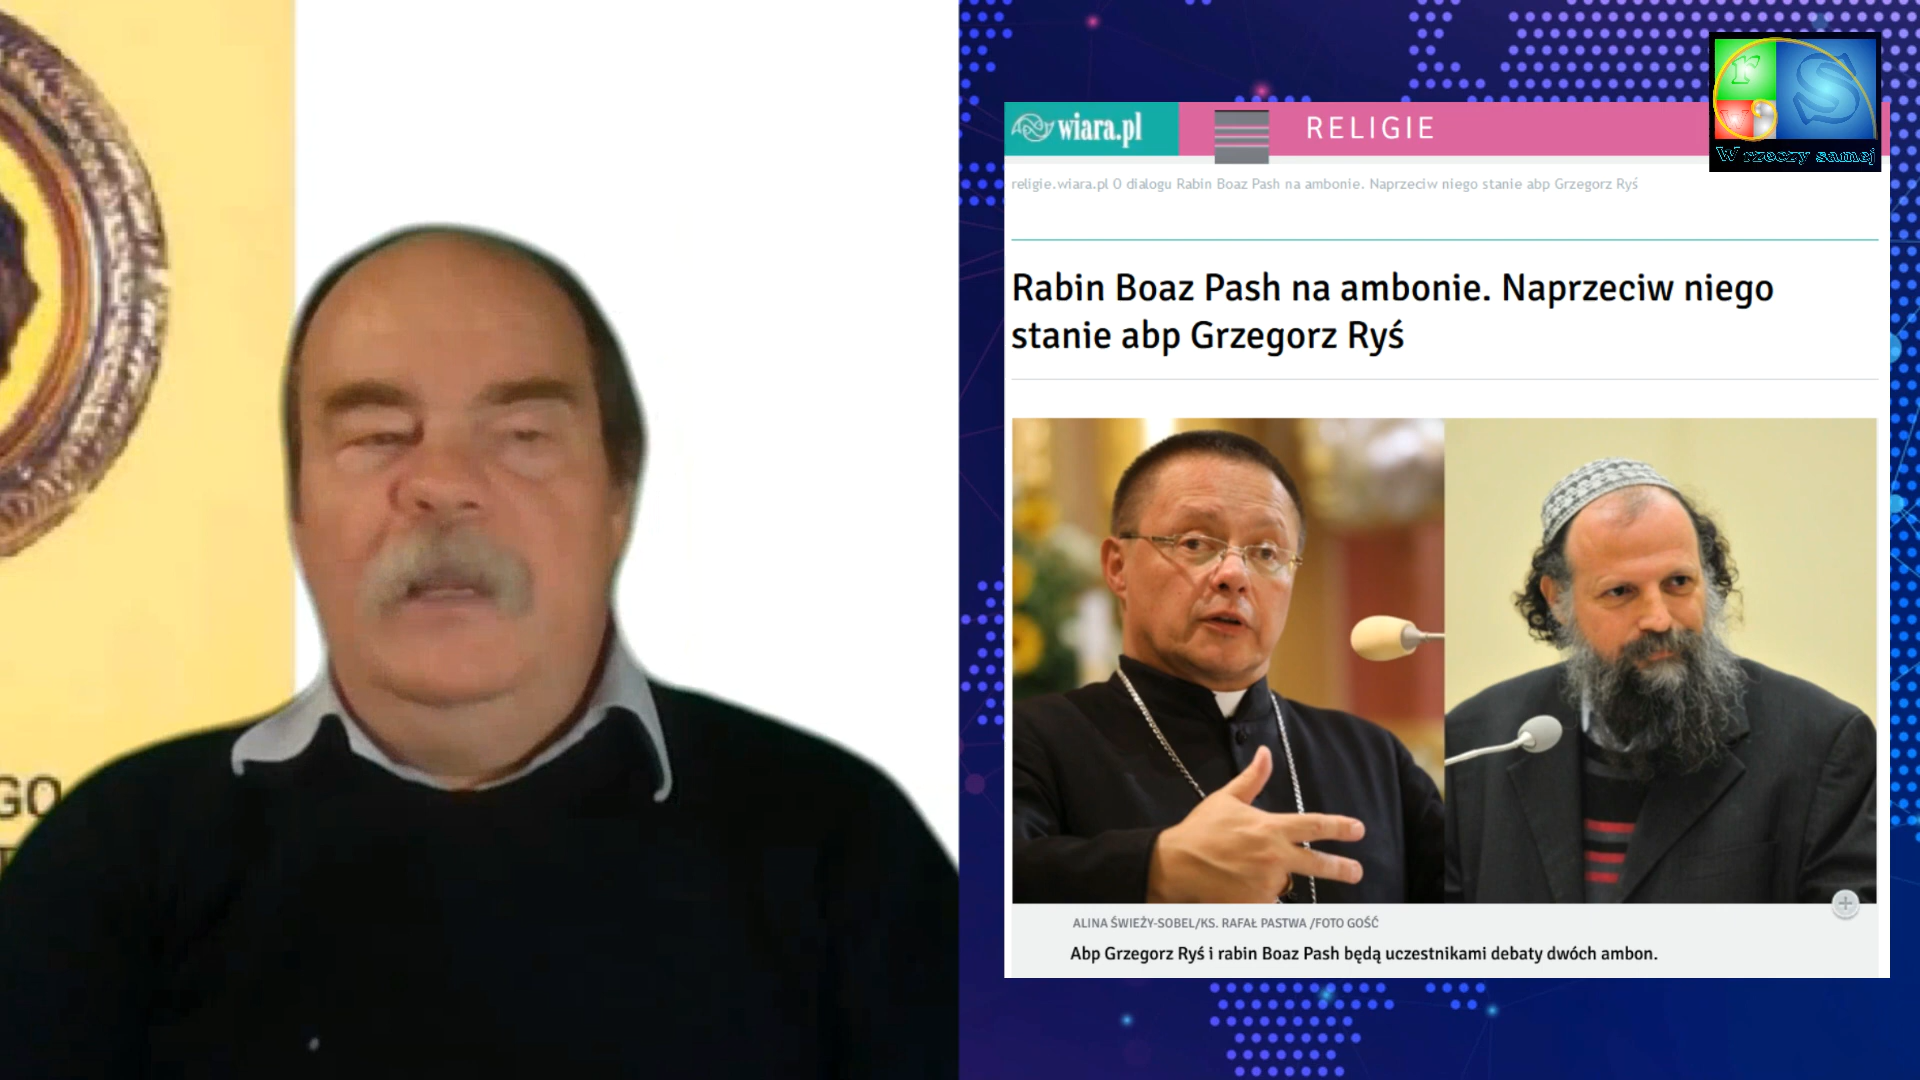 GO
r
S
w
W rzeczy samej
wiara.pl
RELIGIE
religie.wiara.pl O dialogu Rabin Boaz Pash na ambonie. Naprzeciw niego stanie abp Grzegorz Ryś
Rabin Boaz Pash na ambonie. Naprzeciw niego
stanie abp Grzegorz Ryś
ALINA ŚWIEŻY-SOBEL/KS. RAFAŁ PASTWA /FOTO GOŚĆ
Abp Grzegorz Ryś i rabin Boaz Pash będą uczestnikami debaty dwóch ambon.